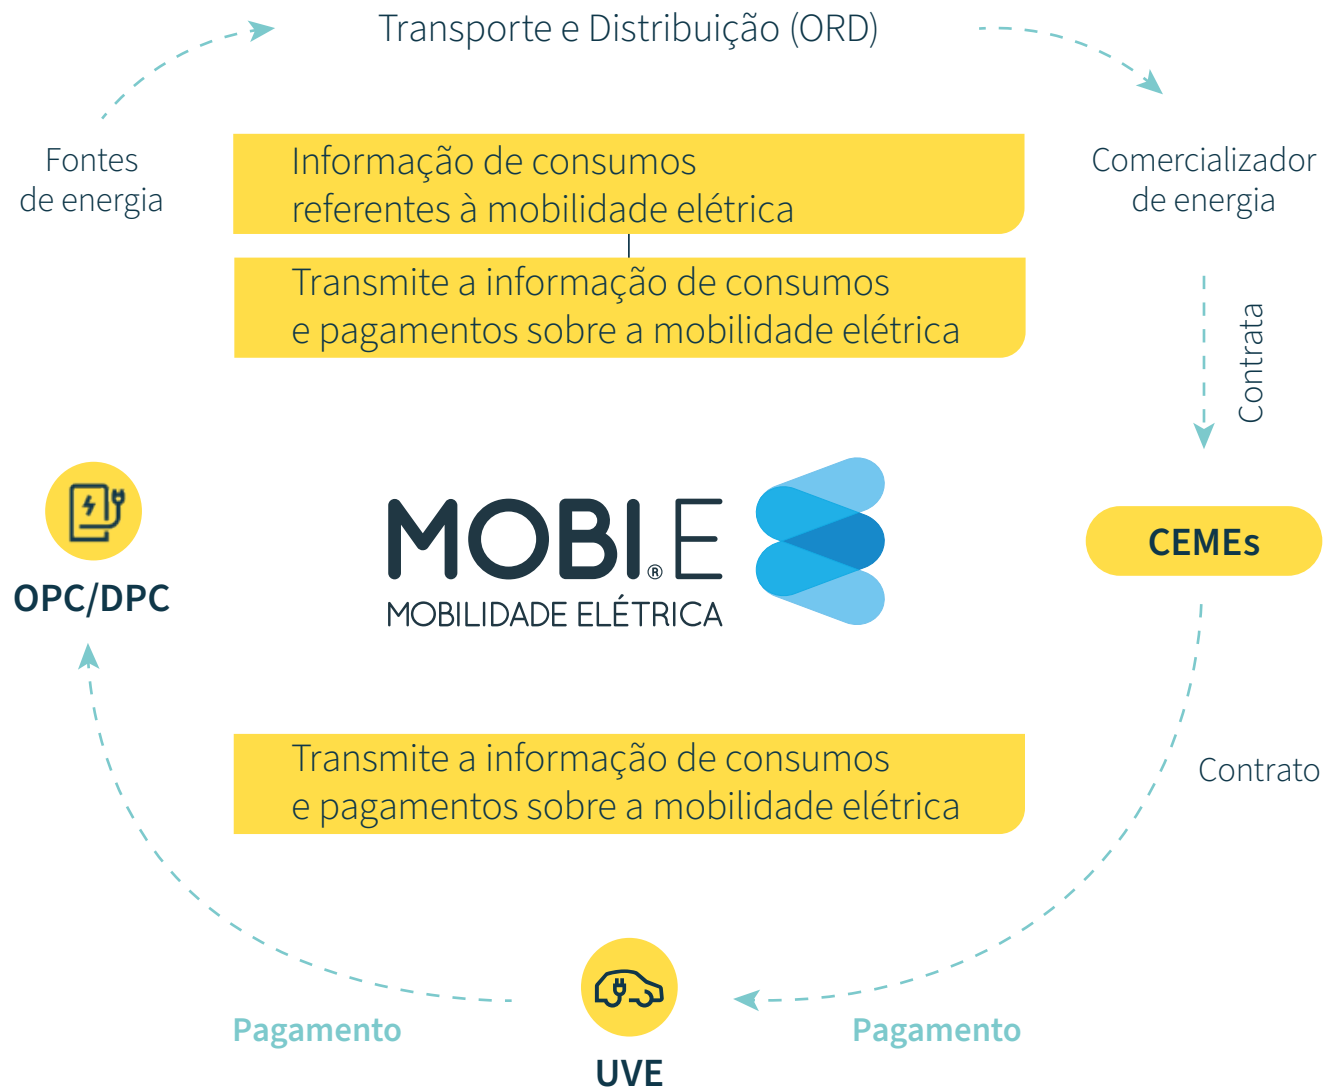 Transporte e Distribuição (ORD)
Fontes
de energia
Informação de consumos
referentes à mobilidade elétrica
Comercializador
de energia
Transmite a informação de consumos
e pagamentos sobre a mobilidade elétrica
Contrata
MOBI.E
®
MOBILIDADE ELÉTRICA
OPC/DPC
CEMEs
Transmite a informação de consumos
e pagamentos sobre a mobilidade elétrica
Contrato
Pagamento
Pagamento
UVE